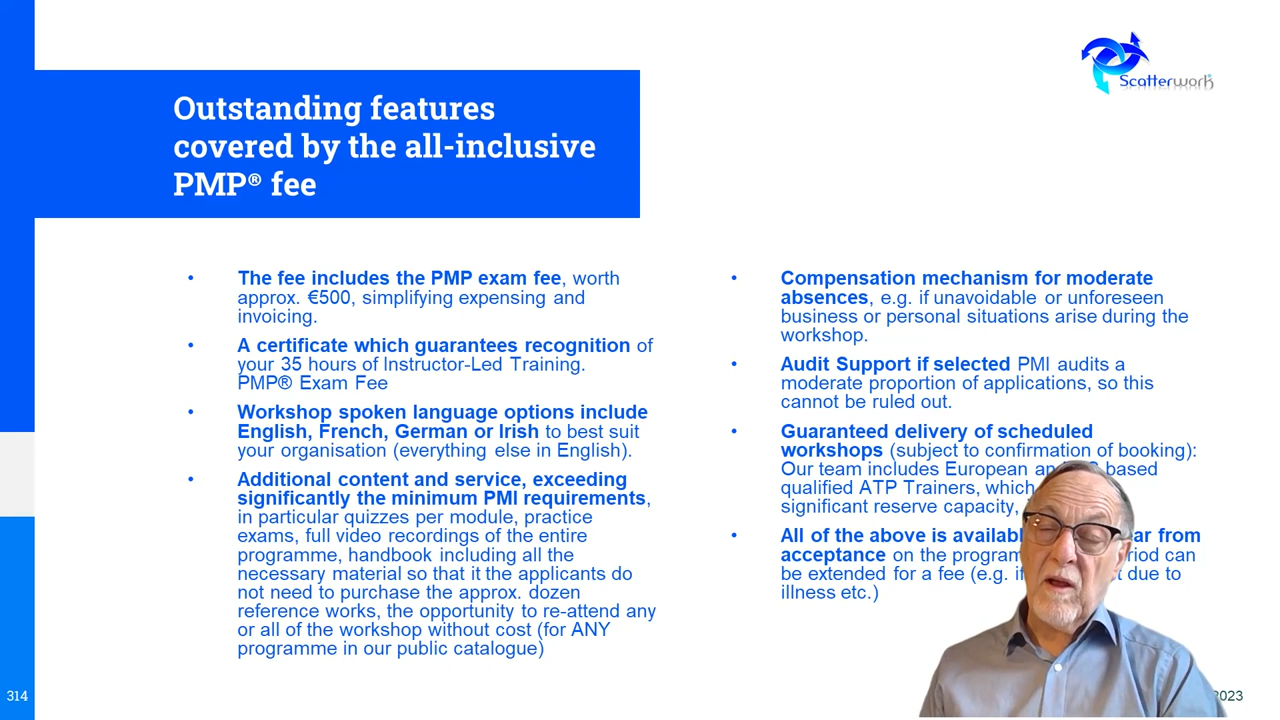 Scatterwork
Outstanding features
covered by the all-inclusive
PMP® fee
• The fee includes the PMP exam fee, worth
approx. €500, simplifying expensing and
invoicing.
• A certificate which guarantees recognition of
your 35 hours of Instructor-Led Training.
PMP® Exam Fee
• Workshop spoken language options include
English, French, German or Irish to best suit
your organisation (everything else in English).
• Additional content and service, exceeding
significantly the minimum PMI requirements,
in particular quizzes per module, practice
exams, full video recordings of the entire
programme, handbook including all the
necessary material so that it the applicants do
not need to purchase the approx. dozen
reference works, the opportunity to re-attend any
or all of the workshop without cost (for ANY
programme in our public catalogue)
• Compensation mechanism for moderate
absences, e.g. if unavoidable or unforeseen
business or personal situations arise during the
workshop.
• Audit Support if selected PMI audits a
moderate proportion of applications, so this
cannot be ruled out.
• Guaranteed delivery of scheduled
workshops (subject to confirmation of booking):
Our team includes European based
qualified ATP Trainers, which
significant reserve capacity,
• All of the above is from
acceptance on the can
be extended for a fee (e.g. due to
illness etc.)
314
2023